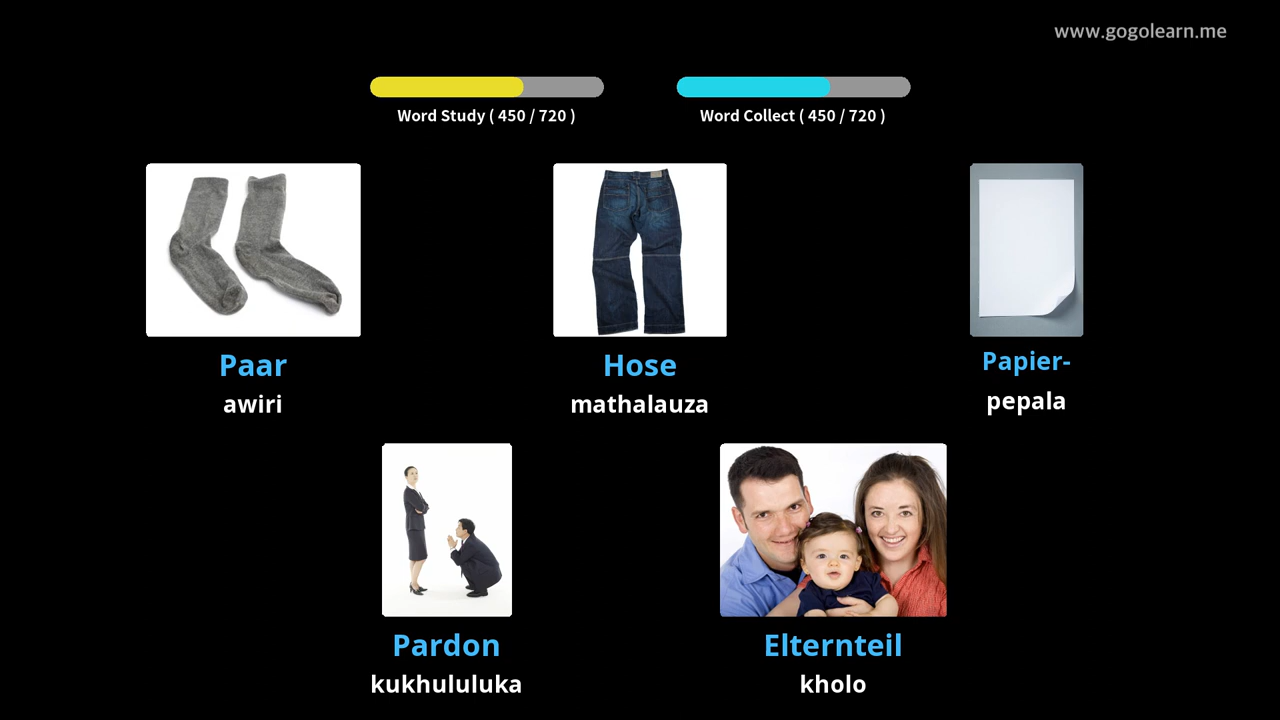 www.gogolearn.me
Word Study ( 450 / 720 )
Word Collect ( 450 / 720 )
Paar
awiri
Hose
mathalauza
Papier-
pepala
Pardon
kukhululuka
Elternteil
kholo